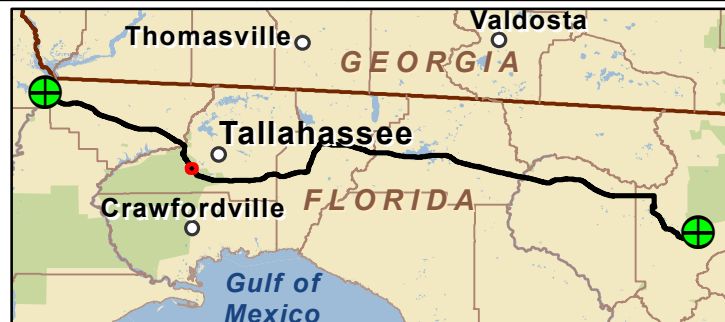 Valdosta
Thomasville
GEORGIA
Tallahassee
FLORIDA
Crawfordville
Gulf of
Mexico